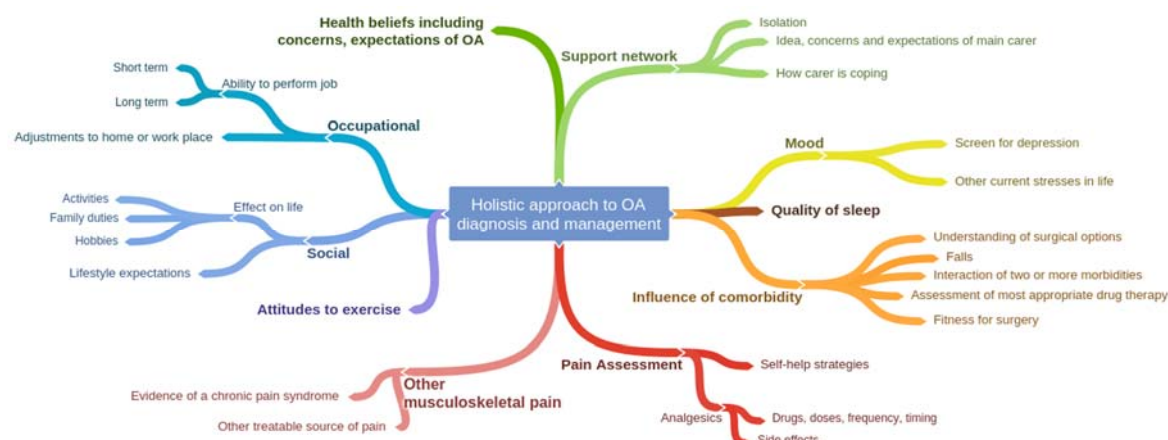 Health beliefs including
concerns, expectations of OA
Support network
Isolation
Idea, concerns and expectations of main carer
How carer is coping
Short term
Long term
Ability to perform job
Adjustments to home or work place
Occupational
Mood
Screen for depression
Other current stresses in life
Activities
Family duties
Hobbies
Effect on life
Lifestyle expectations
Social
Holistic approach to OA
diagnosis and management
Quality of sleep
Attitudes to exercise
Influence of comorbidity
Understanding of surgical options
Falls
Interaction of two or more morbidities
Assessment of most appropriate drug therapy
Fitness for surgery
Other
musculoskeletal pain
Evidence of a chronic pain syndrome
Other treatable source of pain
Pain Assessment
Self-help strategies
Analgesics
Drugs, doses, frequency, timing
Side effects